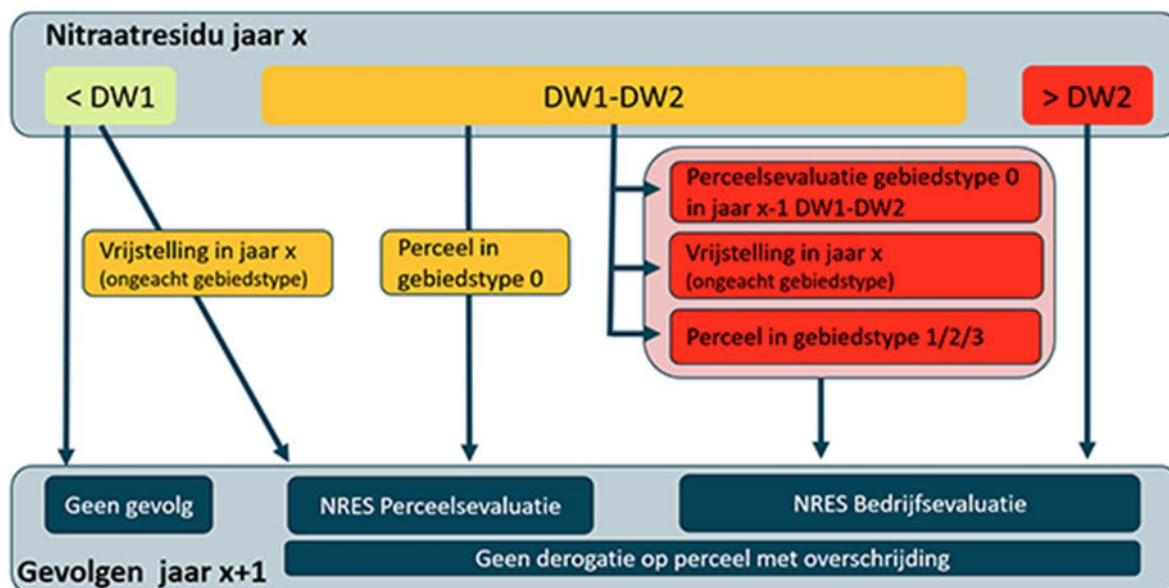 Nitraatresidu jaar x
< DW1
DW1-DW2
> DW2
Vrijstelling in jaar x
(ongeacht gebiedstype)
Perceel in
gebiedstype 0
Perceelsevaluatie gebiedstype 0
in jaar x-1 DW1-DW2
Vrijstelling in jaar x
(ongeacht gebiedstype)
Perceel in gebiedstype 1/2/3
Geen gevolg
NRES Perceelsevaluatie
NRES Bedrijfsevaluatie
Geen derogatie op perceel met overschrijding
Gevolgen jaar x+1